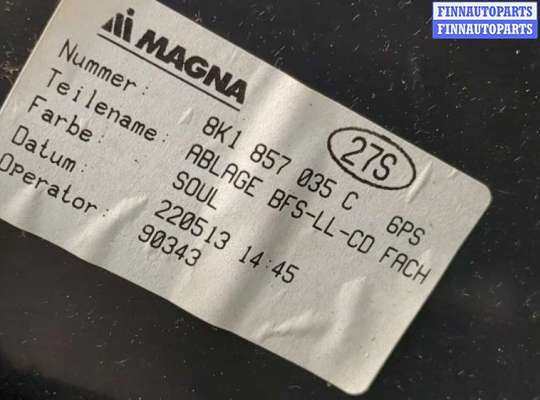 FINNAUTOPARTS
FINNAUTOPARTS
MAGNA
27S
Nummer: 8K1 857 035 C 6PS
Teilename: ABLAGE BFS-LL-CD FACH
Farbe: SOUL
Datum: 220513 14:45
Operator: 90343